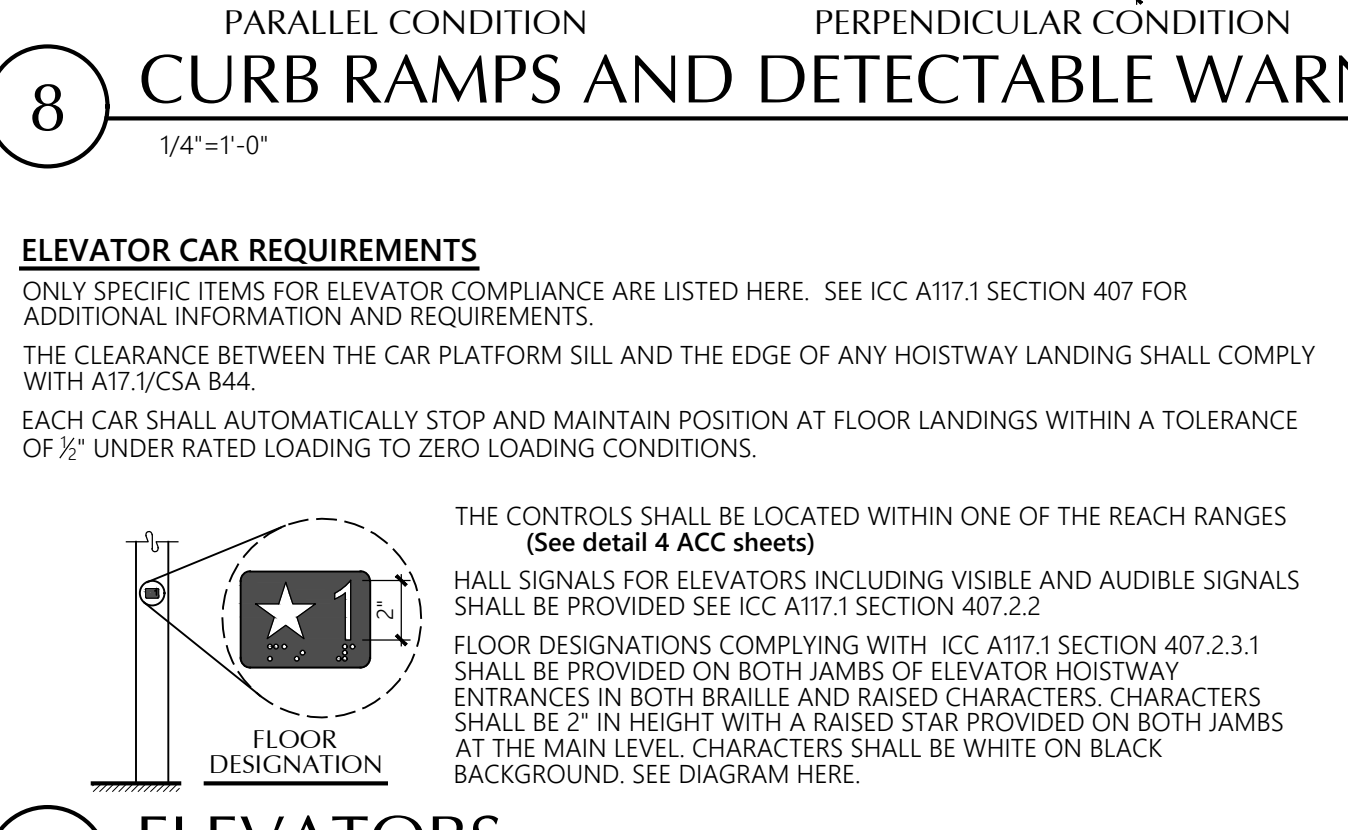 PARALLEL CONDITION
PERPENDICULAR CONDITION
8
CURB RAMPS AND DETECTABLE WARN
1/4"=1'-0"
ELEVATOR CAR REQUIREMENTS
ONLY SPECIFIC ITEMS FOR ELEVATOR COMPLIANCE ARE LISTED HERE. SEE ICC A117.1 SECTION 407 FOR
ADDITIONAL INFORMATION AND REQUIREMENTS.
THE CLEARANCE BETWEEN THE CAR PLATFORM SILL AND THE EDGE OF ANY HOISTWAY LANDING SHALL COMPLY
WITH A17.1/CSA B44.
EACH CAR SHALL AUTOMATICALLY STOP AND MAINTAIN POSITION AT FLOOR LANDINGS WITHIN A TOLERANCE
OF ½" UNDER RATED LOADING TO ZERO LOADING CONDITIONS.
1
2"
FLOOR
DESIGNATION
THE CONTROLS SHALL BE LOCATED WITHIN ONE OF THE REACH RANGES
(See detail 4 ACC sheets)
HALL SIGNALS FOR ELEVATORS INCLUDING VISIBLE AND AUDIBLE SIGNALS
SHALL BE PROVIDED SEE ICC A117.1 SECTION 407.2.2
FLOOR DESIGNATIONS COMPLYING WITH ICC A117.1 SECTION 407.2.3.1
SHALL BE PROVIDED ON BOTH JAMBS OF ELEVATOR HOISTWAY
ENTRANCES IN BOTH BRAILLE AND RAISED CHARACTERS. CHARACTERS
SHALL BE 2" IN HEIGHT WITH A RAISED STAR PROVIDED ON BOTH JAMBS
AT THE MAIN LEVEL. CHARACTERS SHALL BE WHITE ON BLACK
BACKGROUND. SEE DIAGRAM HERE.
ELEVATORS